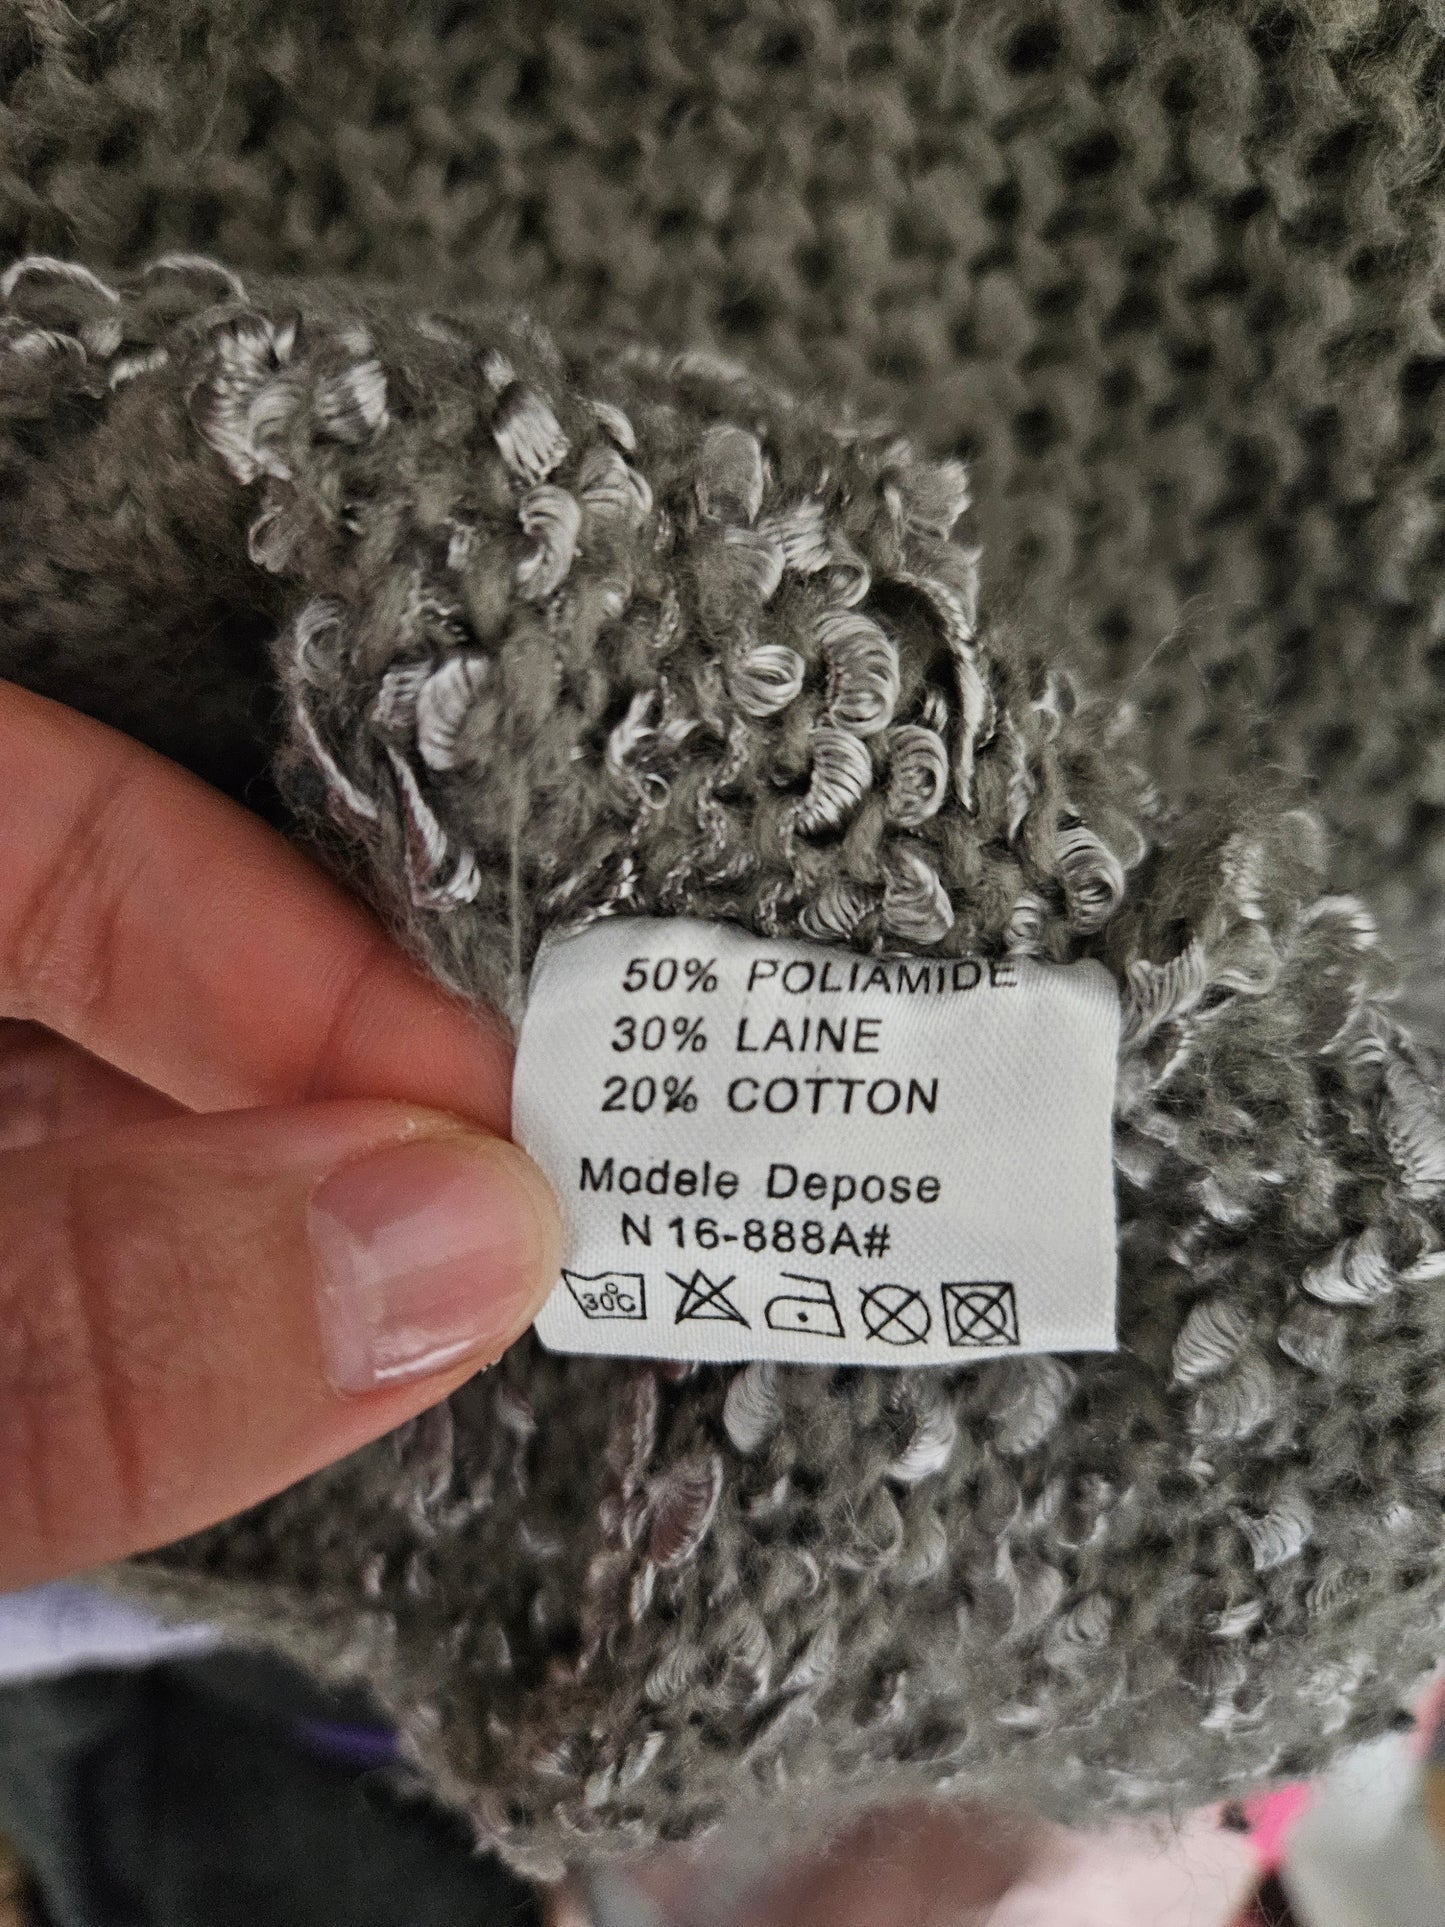 50% POLIAMIDE
30% LAINE
20% COTTON
Modele Depose
N 16-888A#
30°C